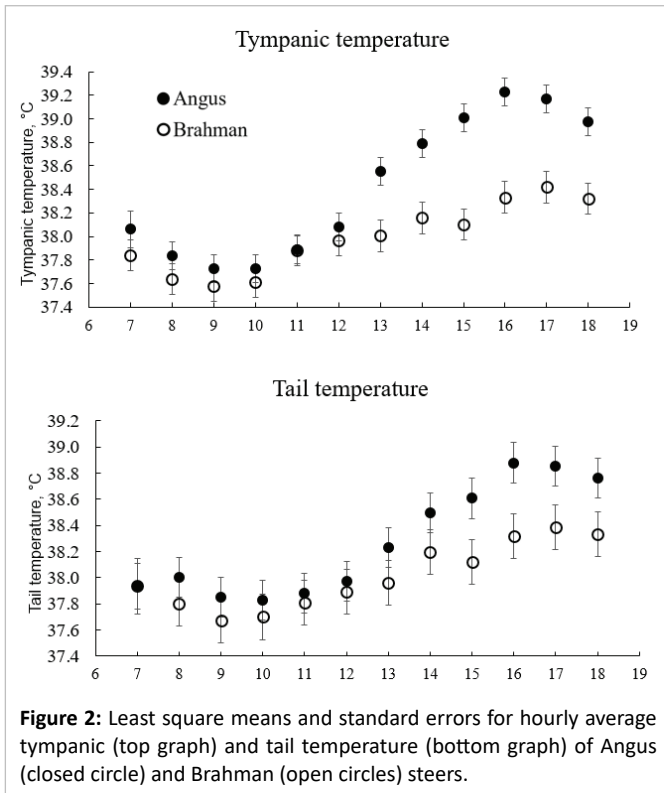 Tympanic temperature
Tympanic temperature, °C
39.4
39.2
39.0
38.8
38.6
38.4
38.2
38.0
37.8
37.6
37.4
Angus
Brahman
6 7 8 9 10 11 12 13 14 15 16 17 18 19
Tail temperature
Tail temperature, °C
39.2
39.0
38.8
38.6
38.4
38.2
38.0
37.8
37.6
37.4
6 7 8 9 10 11 12 13 14 15 16 17 18 19
Figure 2: Least square means and standard errors for hourly average
tympanic (top graph) and tail temperature (bottom graph) of Angus
(closed circle) and Brahman (open circles) steers.